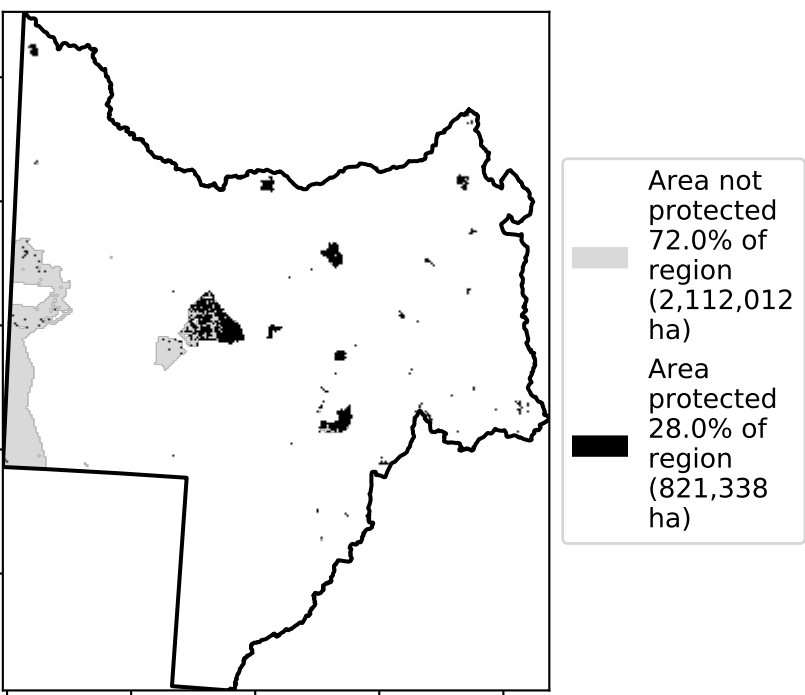 Area not
protected
72.0% of
region
(2,112,012
ha)
Area
protected
28.0% of
region
(821,338
ha)